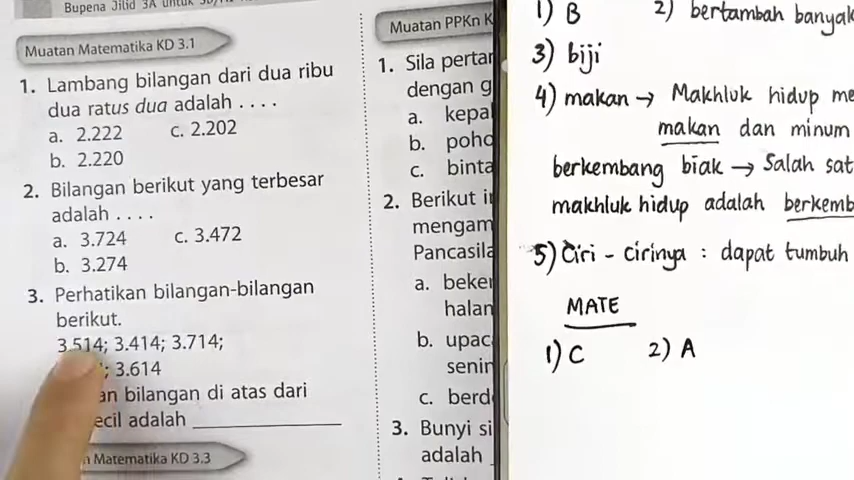 Bupena Jilid 3A untuk
Muatan Matematika KD 3.1
1. Lambang bilangan dari dua ribu
dua ratus dua adalah . . . .
a. 2.222 c. 2.202
b. 2.220
2. Bilangan berikut yang terbesar
adalah . . . .
a. 3.724 c. 3.472
b. 3.274
3. Perhatikan bilangan-bilangan
berikut.
3.514; 3.414; 3.714;
; 3.614
an bilangan di atas dari
ecil adalah
Matematika KD 3.3
Muatan PPKn K
1. Sila pertar
dengan g
a. kepal
b. poho
c. binta
2. Berikut i
mengam
Pancasila
a. beker
halan
b. upac
senin
c. berd
3. Bunyi si
adalah
1) B 2) bertambah banyak
3) biji
4) makan → Makhluk hidup me
makan dan minum
berkembang biak → Salah sat
makhluk hidup adalah berkemb
5) Ciri - cirinya : dapat tumbuh
MATE
1) C 2) A